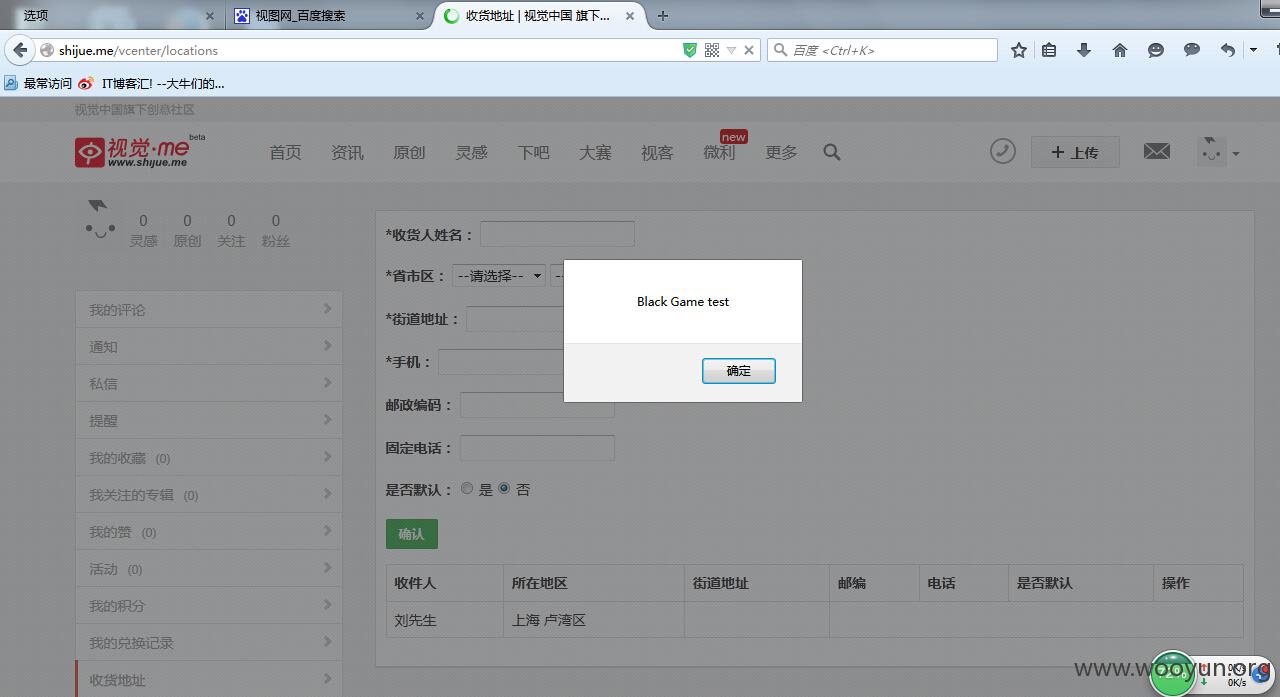 选项
视图网_百度搜索
收货地址 | 视觉中国 旗下...
shijue.me/vcenter/locations
百度 <Ctrl+K>
最常访问
IT博客汇! --大牛们的...
视觉中国旗下创意社区
视觉·me beta
www.shijue.me
首页 资讯 原创 灵感 下吧 大赛 视客 微利 new 更多
+ 上传
0 0 0 0
灵感 原创 关注 粉丝
我的评论
通知
私信
提醒
我的收藏 (0)
我关注的专辑 (0)
我的赞 (0)
活动 (0)
我的积分
我的兑换记录
收货地址
*收货人姓名：
*省市区： --请选择-- --
*街道地址：
*手机：
邮政编码：
固定电话：
是否默认： 是 否
确认
Black Game test
确定
收件人 所在地区 街道地址 邮编 电话 是否默认 操作
刘先生 上海 卢湾区
www.wooyun.org
0K/s